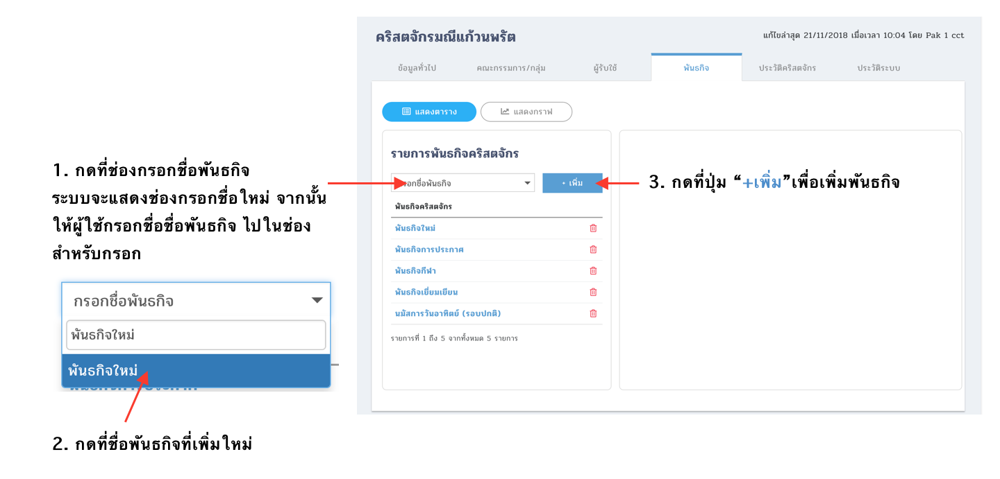 คริสตจักรมณีแก้วนพรัต
แก้ไขล่าสุด 21/11/2018 เมื่อเวลา 10:04 โดย Pak 1 cct
ข้อมูลทั่วไป คณะกรรมการ/กลุ่ม ผู้รับใช้ พันธกิจ ประวัติคริสตจักร ประวัติระบบ
แสดงตาราง แสดงกราฟ
รายการพันธกิจคริสตจักร
กรอกชื่อพันธกิจ + เพิ่ม
พันธกิจคริสตจักร
พันธกิจใหม่
พันธกิจการประกาศ
พันธกิจกีฬา
พันธกิจเยี่ยมเยียน
นมัสการวันอาทิตย์ (รอบปกติ)
รายการที่ 1 ถึง 5 จากทั้งหมด 5 รายการ
1. กดที่ช่องกรอกชื่อพันธกิจ
ระบบจะแสดงช่องกรอกชื่อใหม่ จากนั้น
ให้ผู้ใช้กรอกชื่อชื่อพันธกิจ ไปในช่อง
สำหรับกรอก
กรอกชื่อพันธกิจ
พันธกิจใหม่
พันธกิจใหม่
2. กดที่ชื่อพันธกิจที่เพิ่มใหม่
3. กดที่ปุ่ม “+เพิ่ม”เพื่อเพิ่มพันธกิจ